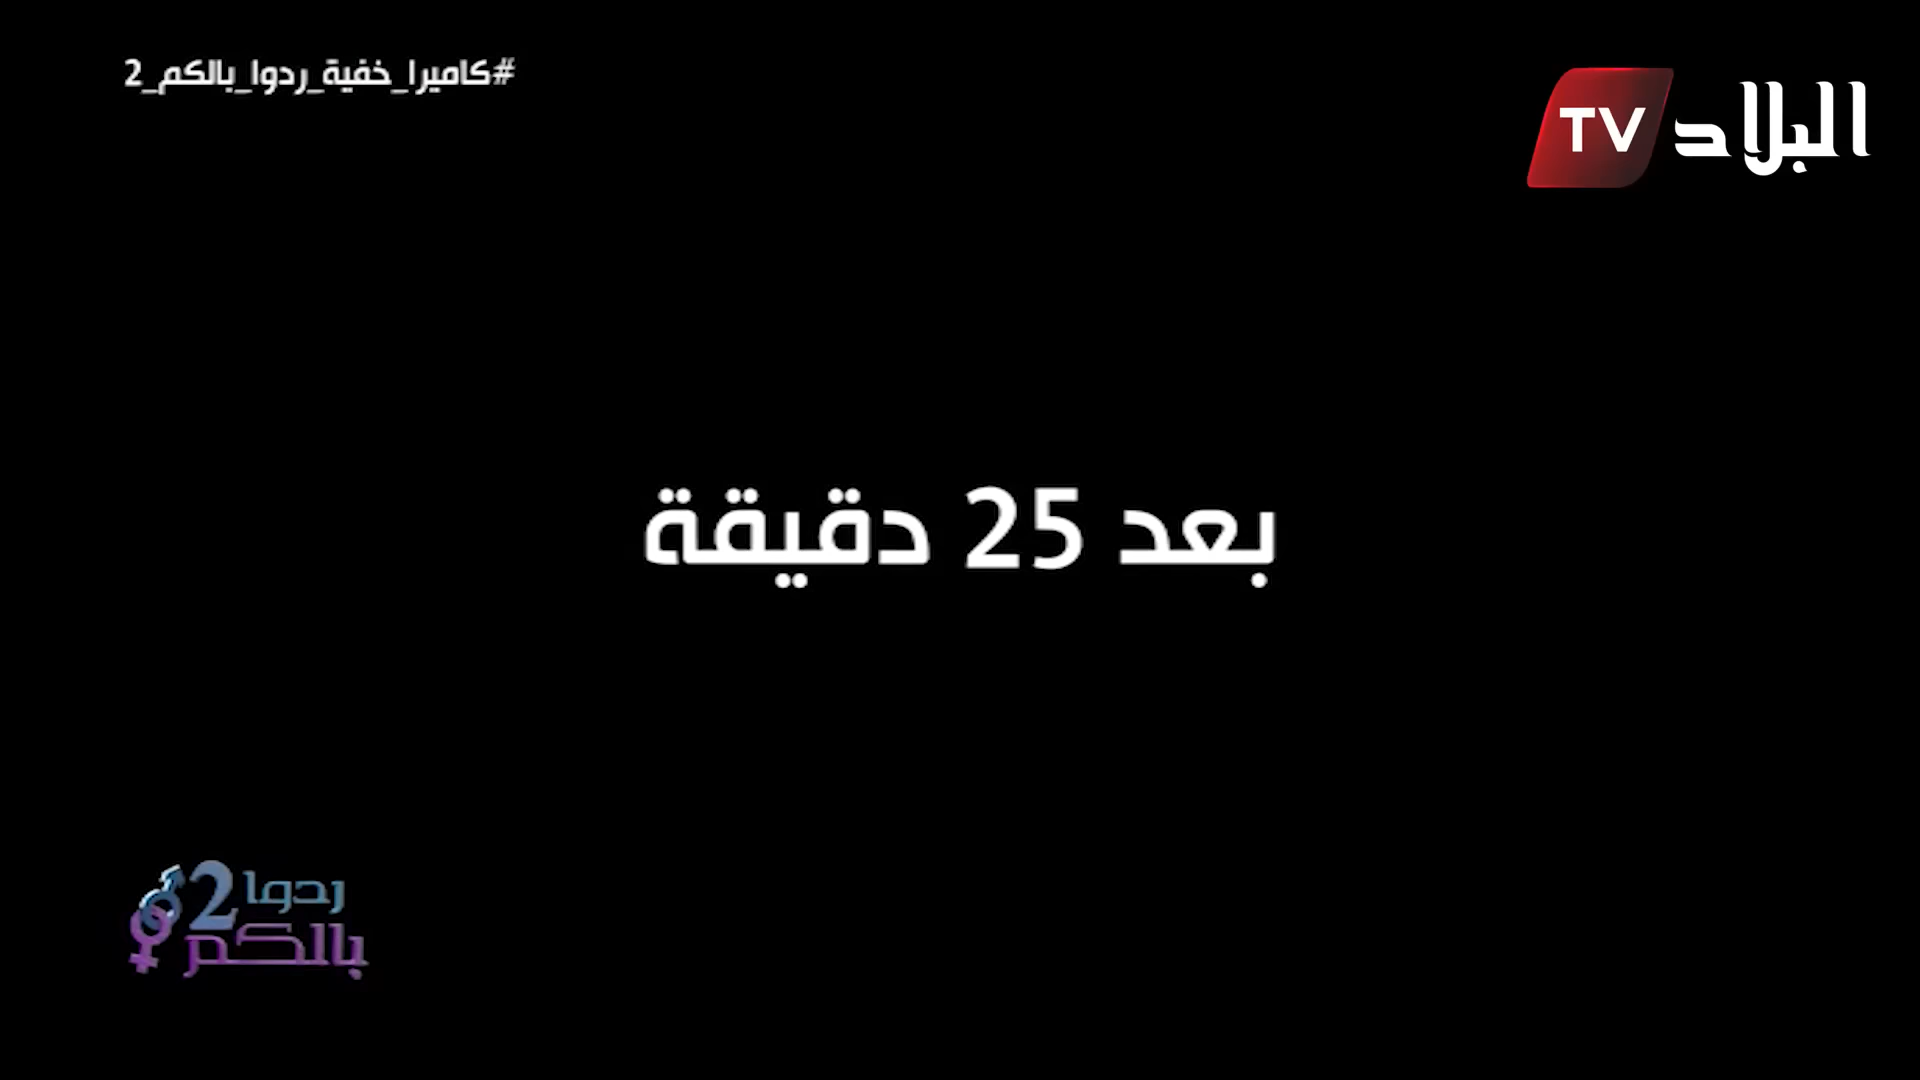 #كاميرا_خفية_ردوا_بالكم_2
البلاد TV
بعد 25 دقيقة
ردوا 2
بالكم